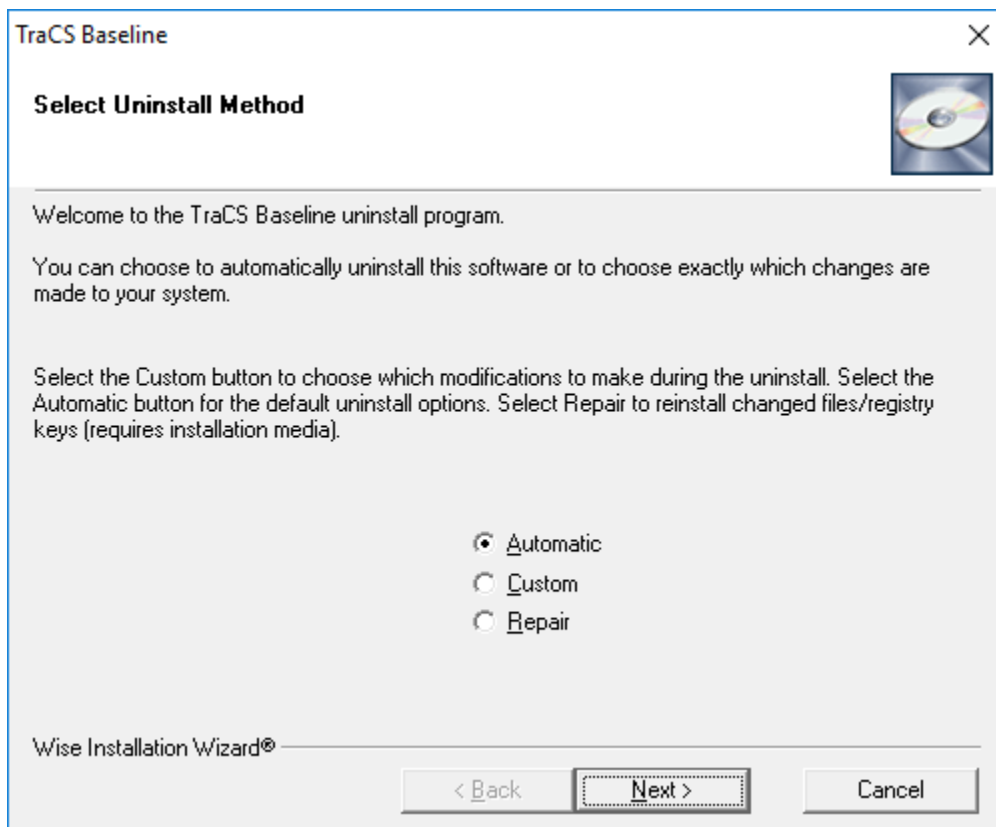 TraCS Baseline
Select Uninstall Method
Welcome to the TraCS Baseline uninstall program.
You can choose to automatically uninstall this software or to choose exactly which changes are
made to your system.
Select the Custom button to choose which modifications to make during the uninstall. Select the
Automatic button for the default uninstall options. Select Repair to reinstall changed files/registry
keys (requires installation media).
Automatic
Custom
Repair
Wise Installation Wizard®
< Back Next > Cancel